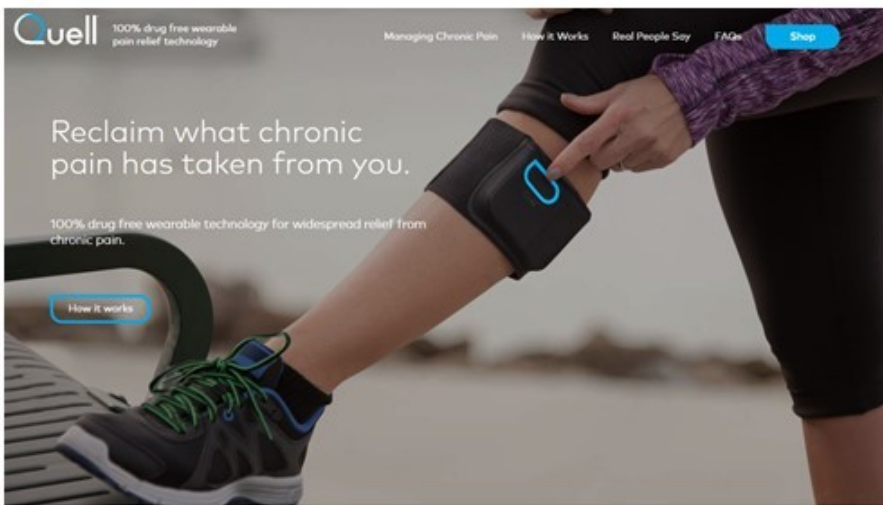 Quell
100% drug free wearable
pain relief technology
Managing Chronic Pain
How it Works
Real People Say
FAQs
Shop
Reclaim what chronic
pain has taken from you.
100% drug free wearable technology for widespread relief from
chronic pain.
How it works